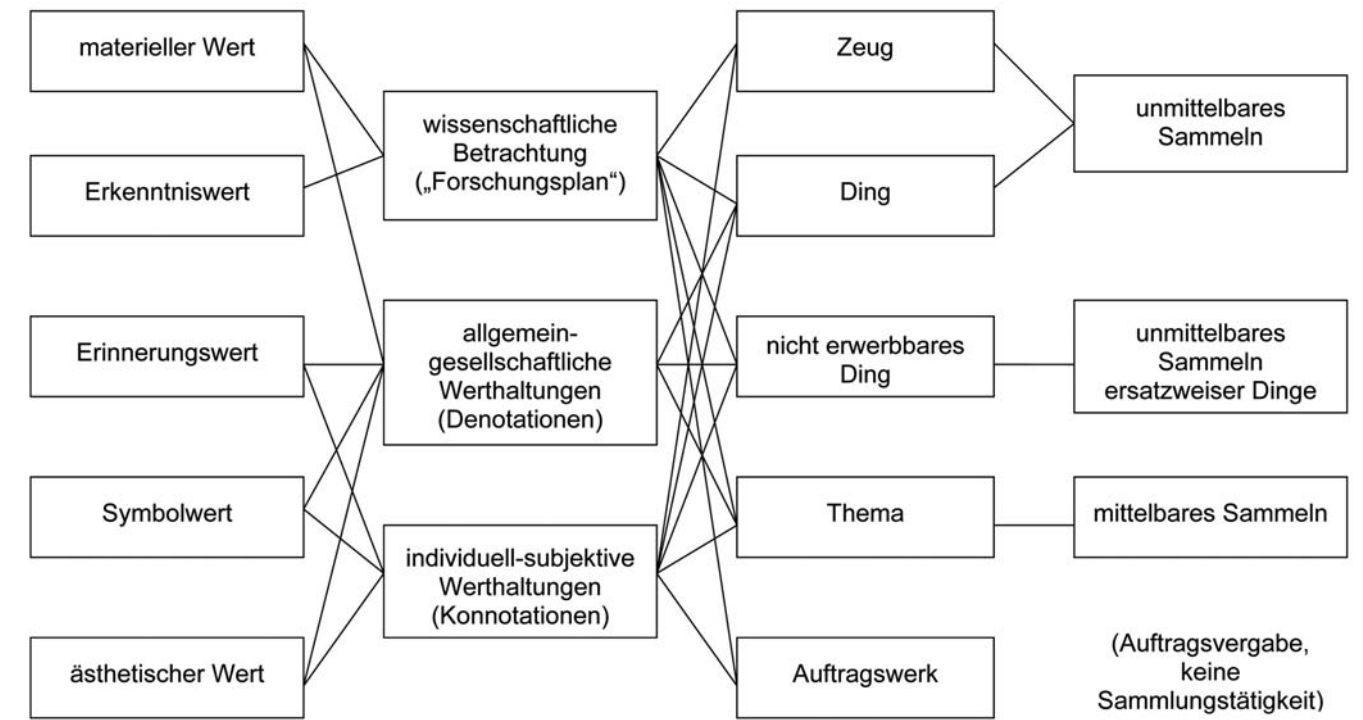 materieller Wert
Erkenntniswert
Erinnerungswert
Symbolwert
ästhetischer Wert
wissenschaftliche
Betrachtung
(„Forschungsplan“)
allgemein-
gesellschaftliche
Werthaltungen
(Denotationen)
individuell-subjektive
Werthaltungen
(Konnotationen)
Zeug
Ding
nicht erwerbbares
Ding
Thema
Auftragswerk
unmittelbares
Sammeln
unmittelbares
Sammeln
ersatzweiser Dinge
mittelbares Sammeln
(Auftragsvergabe,
keine
Sammlungstätigkeit)